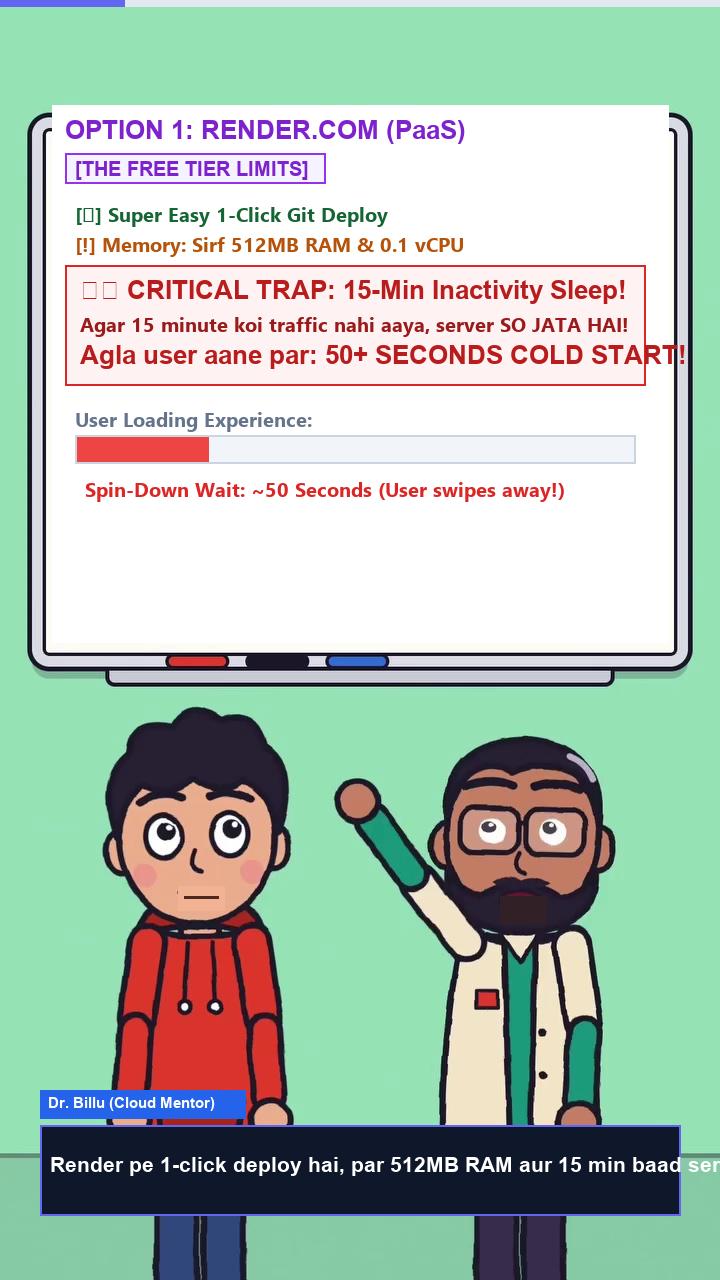 OPTION 1: RENDER.COM (PaaS)
[THE FREE TIER LIMITS]
[▯] Super Easy 1-Click Git Deploy
[!] Memory: Sirf 512MB RAM & 0.1 vCPU
▯▯ CRITICAL TRAP: 15-Min Inactivity Sleep!
Agar 15 minute koi traffic nahi aaya, server SO JATA HAI!
Agla user aane par: 50+ SECONDS COLD START!
User Loading Experience:
Spin-Down Wait: ~50 Seconds (User swipes away!)
Dr. Billu (Cloud Mentor)
Render pe 1-click deploy hai, par 512MB RAM aur 15 min baad